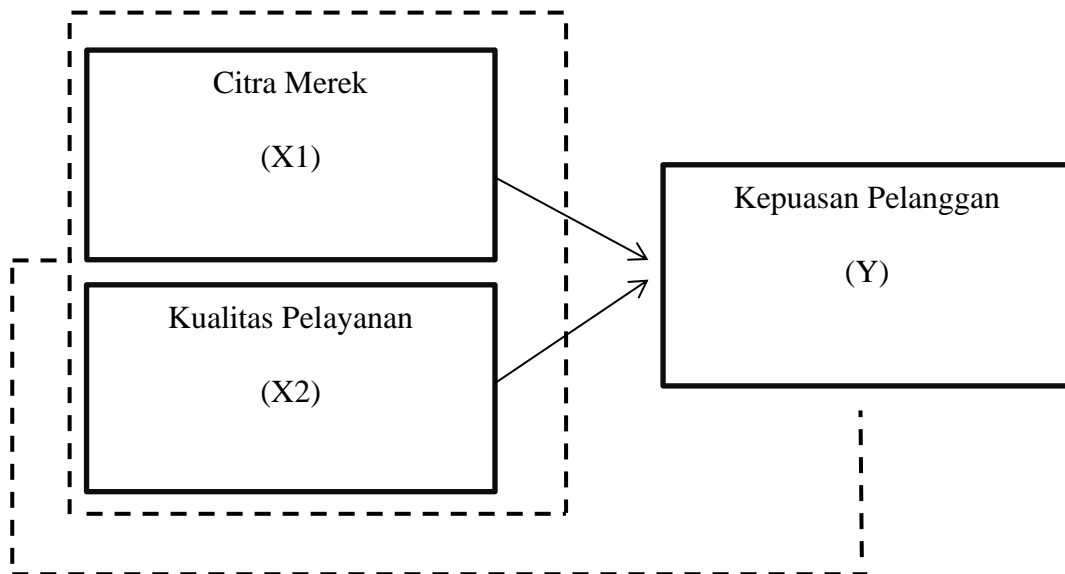 Citra Merek
(X1)
Kualitas Pelayanan
(X2)
Kepuasan Pelanggan
(Y)